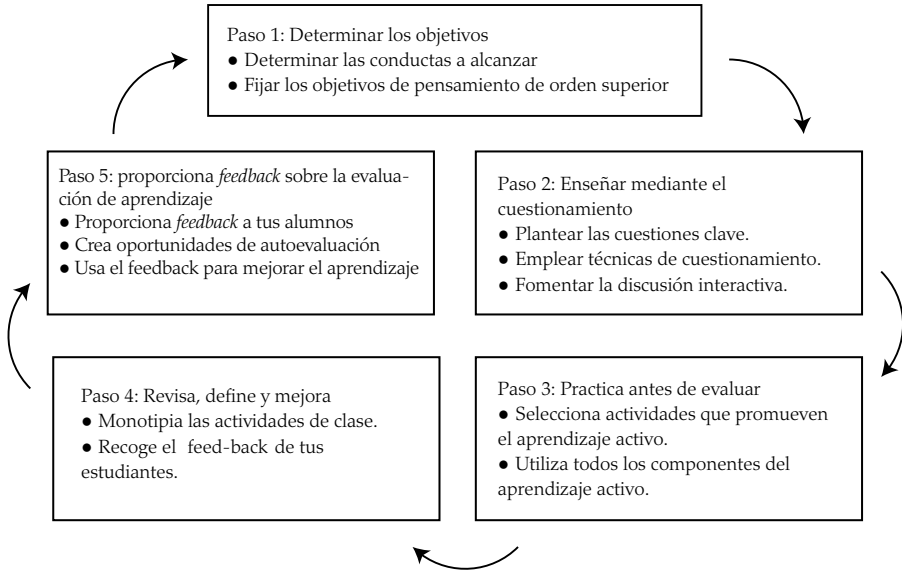 Paso 1: Determinar los objetivos
● Determinar las conductas a alcanzar
● Fijar los objetivos de pensamiento de orden superior
Paso 2: Enseñar mediante el
cuestionamiento
● Plantear las cuestiones clave.
● Emplear técnicas de cuestionamiento.
● Fomentar la discusión interactiva.
Paso 3: Practica antes de evaluar
● Selecciona actividades que promueven
el aprendizaje activo.
● Utiliza todos los componentes del
aprendizaje activo.
Paso 4: Revisa, define y mejora
● Monotipia las actividades de clase.
● Recoge el feed-back de tus
estudiantes.
Paso 5: proporciona feedback sobre la evalua-
ción de aprendizaje
● Proporciona feedback a tus alumnos
● Crea oportunidades de autoevaluación
● Usa el feedback para mejorar el aprendizaje